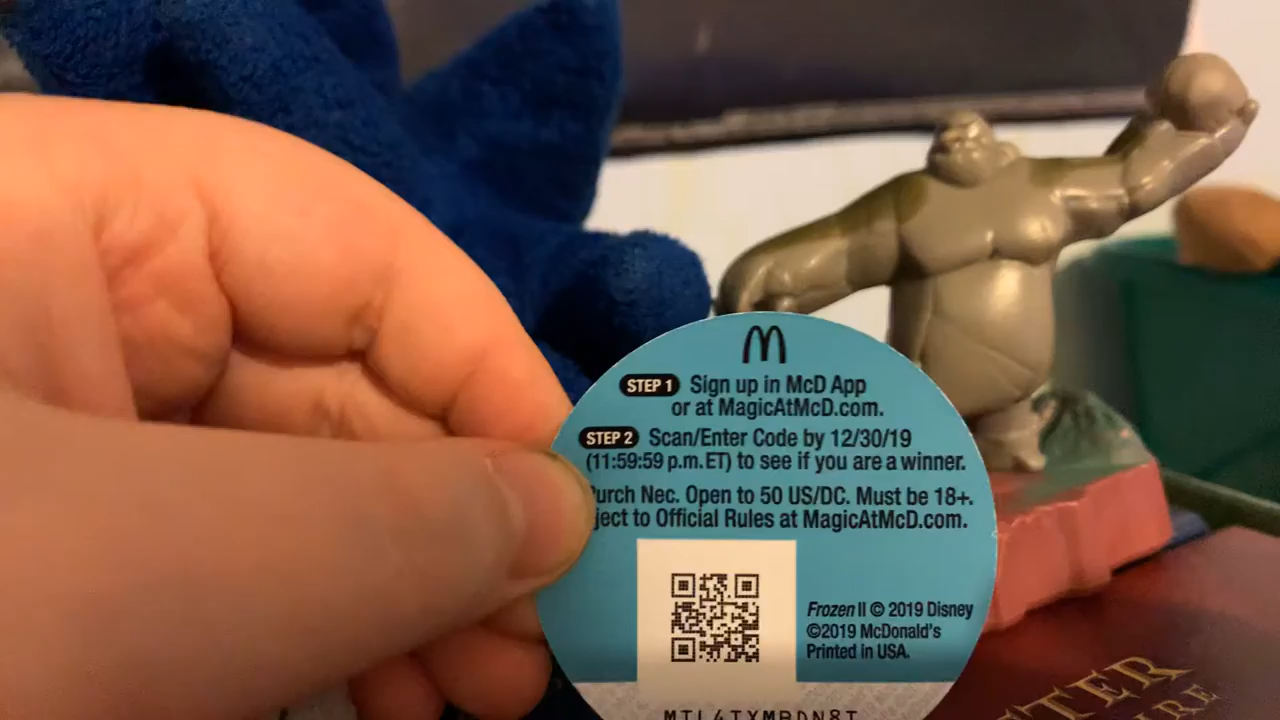 STEP 1 Sign up in McD App
or at MagicAtMcD.com.
STEP 2 Scan/Enter Code by 12/30/19
(11:59:59 p.m. ET) to see if you are a winner.
Purch Nec. Open to 50 US/DC. Must be 18+.
ject to Official Rules at MagicAtMcD.com.
Frozen II © 2019 Disney
©2019 McDonald's
Printed in USA.
TER
RE